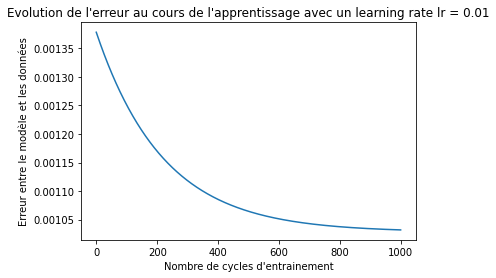 Evolution de l'erreur au cours de l'apprentissage avec un learning rate lr = 0.01
Erreur entre le modèle et les données
0.00135
0.00130
0.00125
0.00120
0.00115
0.00110
0.00105
0 200 400 600 800 1000
Nombre de cycles d'entrainement